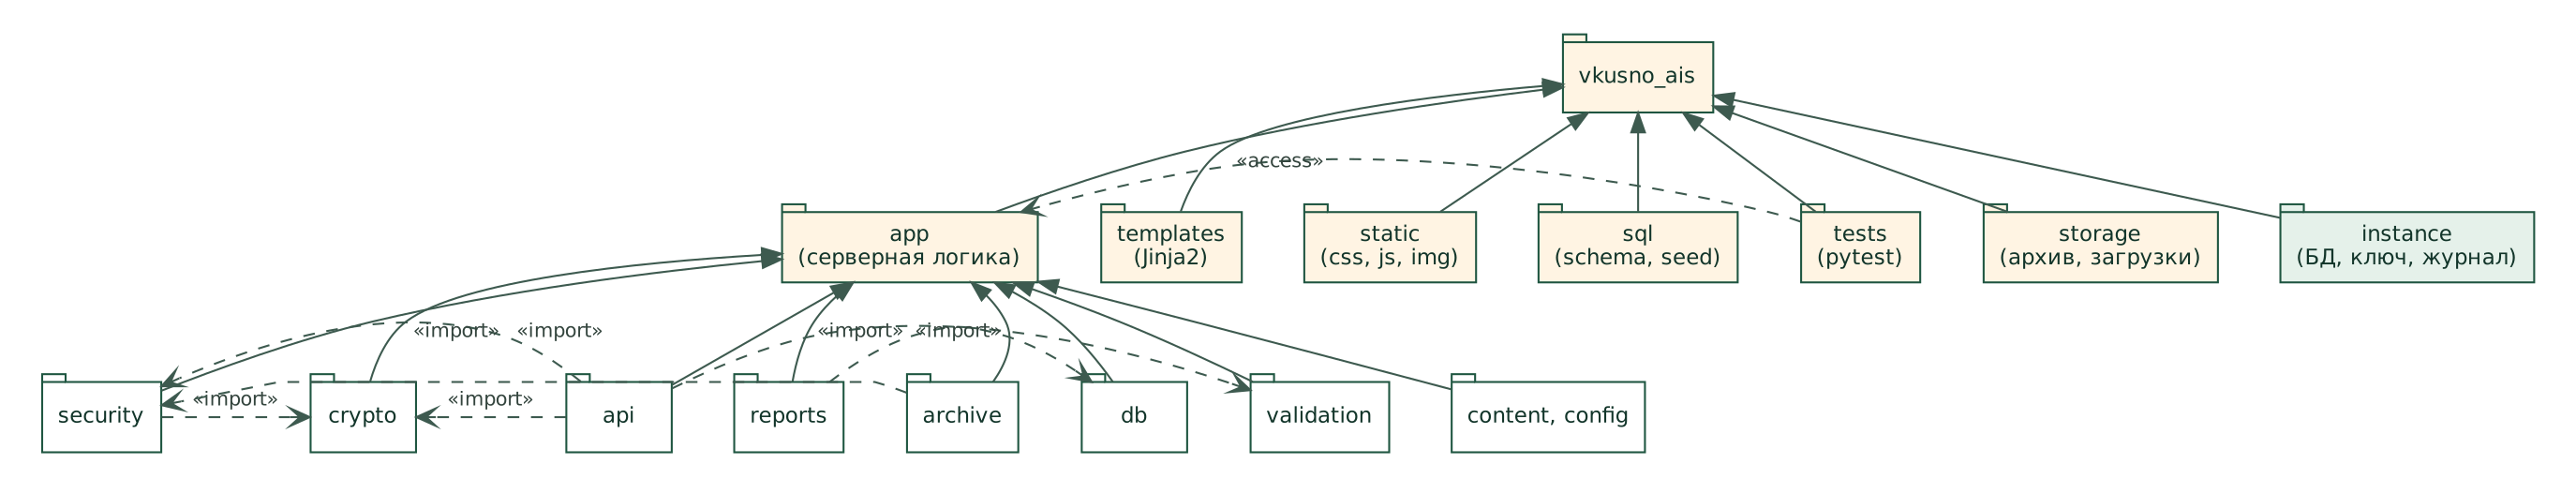 vkusno_ais
«access»
app
(серверная логика)
templates
(Jinja2)
static
(css, js, img)
sql
(schema, seed)
tests
(pytest)
storage
(архив, загрузки)
instance
(БД, ключ, журнал)
«import»
«import»
«import»
«import»
«import»
«import»
security
crypto
api
reports
archive
db
validation
content, config